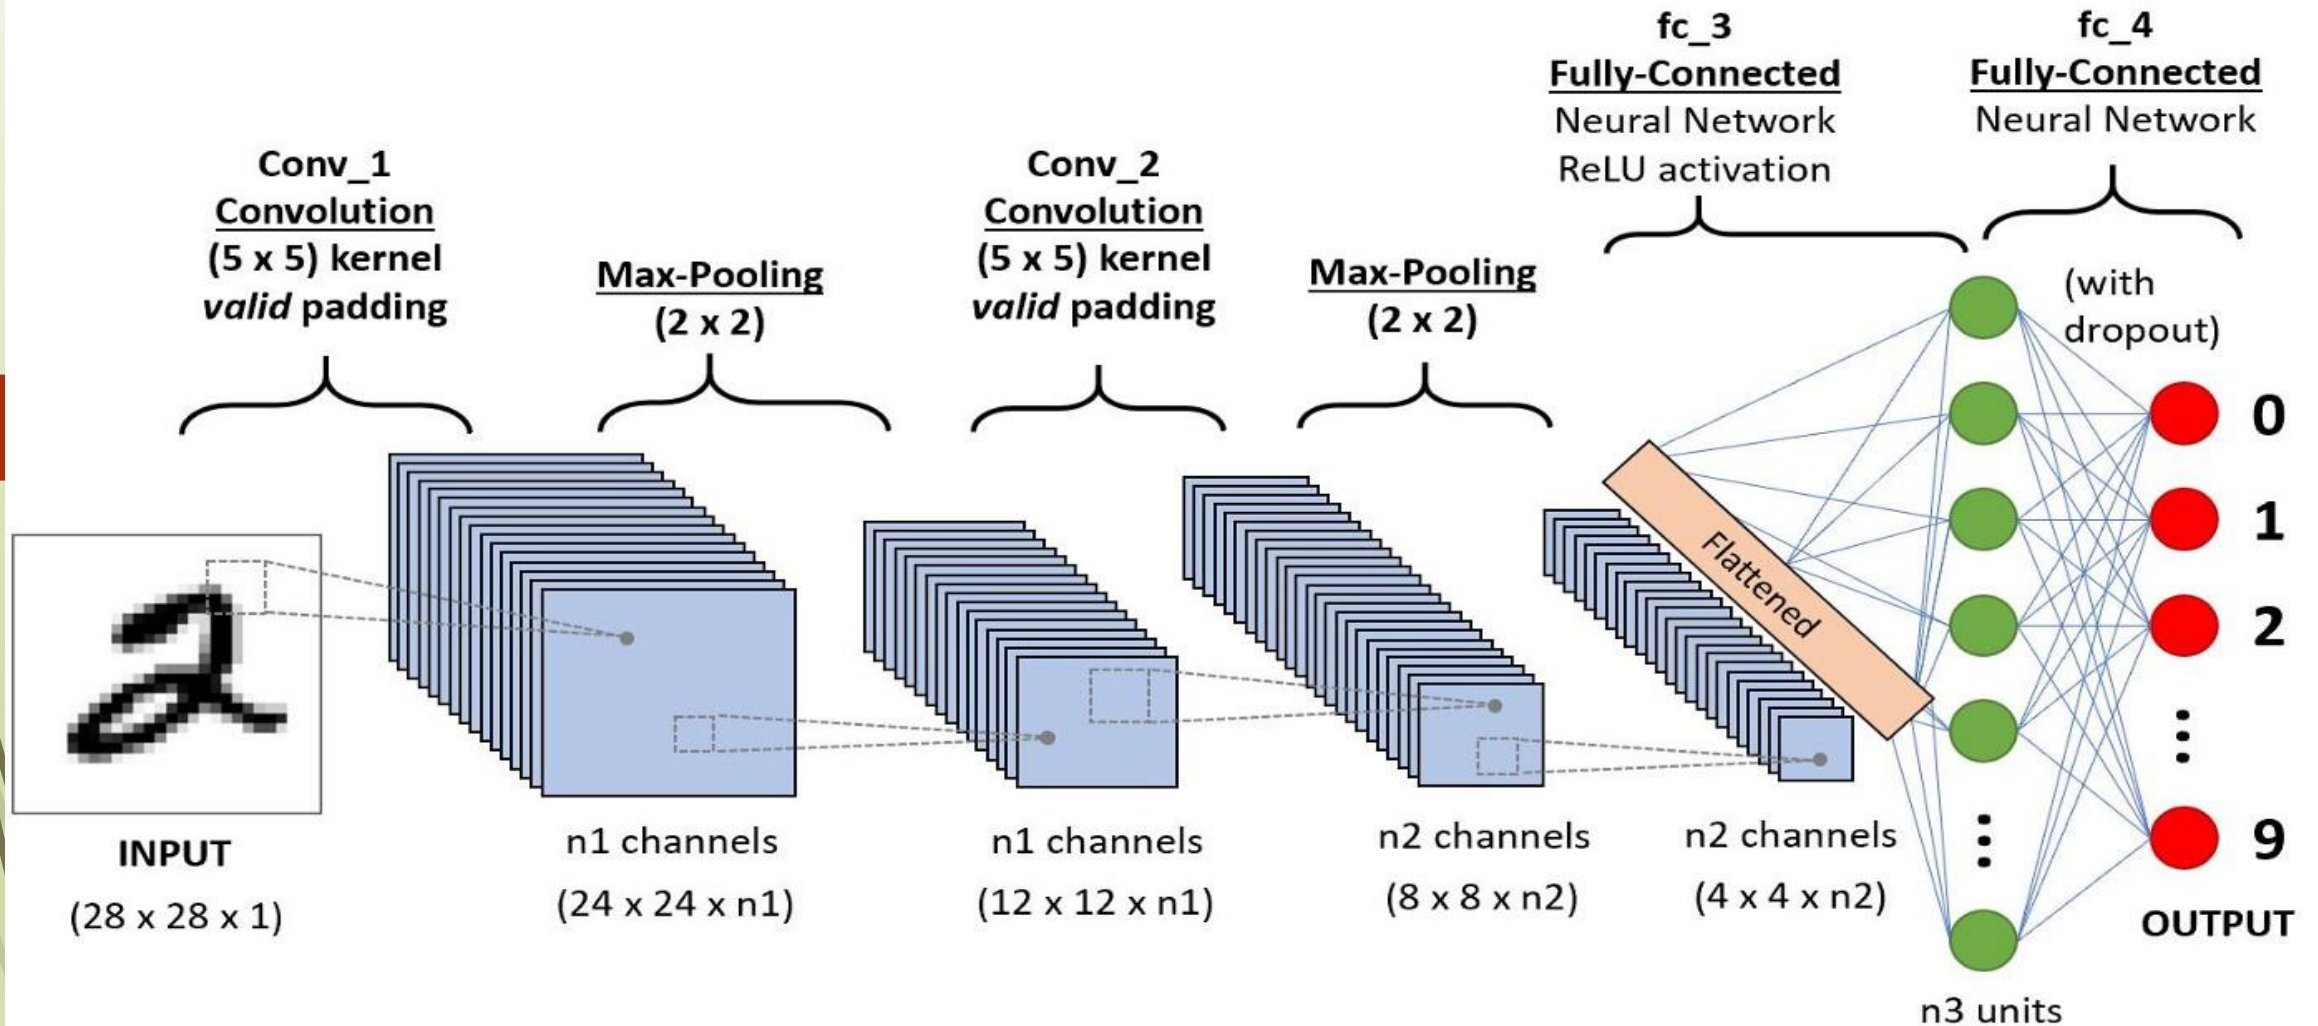 fc_3
Fully-Connected
Neural Network
ReLU activation
fc_4
Fully-Connected
Neural Network
Conv_1
Convolution
(5 x 5) kernel
valid padding
Max-Pooling
(2 x 2)
Conv_2
Convolution
(5 x 5) kernel
valid padding
Max-Pooling
(2 x 2)
(with
dropout)
Flattened
0
1
2
9
INPUT
(28 x 28 x 1)
n1 channels
(24 x 24 x n1)
n1 channels
(12 x 12 x n1)
n2 channels
(8 x 8 x n2)
n2 channels
(4 x 4 x n2)
OUTPUT
n3 units